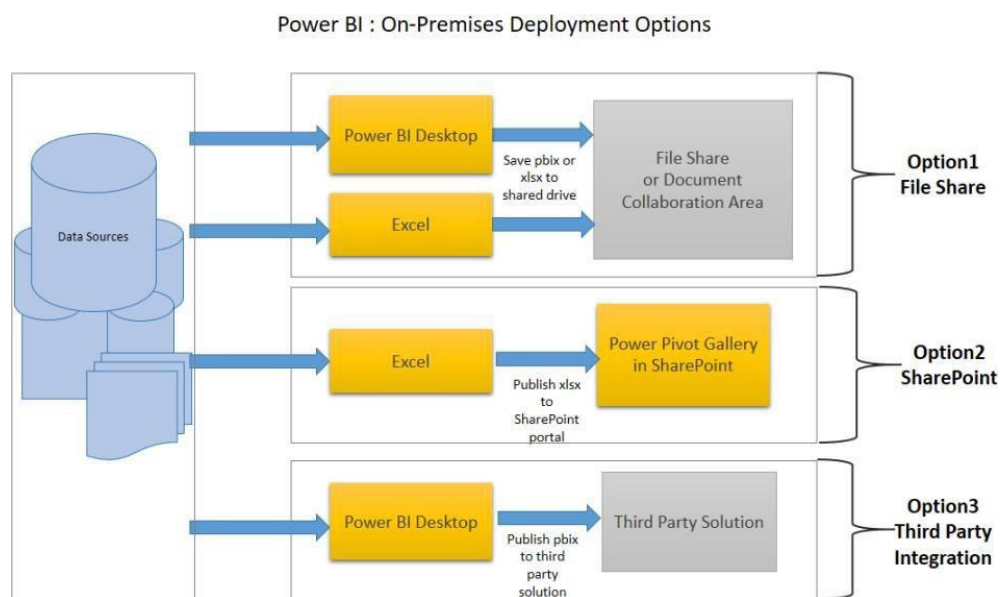 Power BI : On-Premises Deployment Options
Data Sources
Power BI Desktop
Save pbix or
xlsx to
shared drive
Excel
File Share
or Document
Collaboration Area
Option1
File Share
Excel
Publish xlsx
to
SharePoint
portal
Power Pivot Gallery
in SharePoint
Option2
SharePoint
Power BI Desktop
Publish pbix
to third
party
solution
Third Party Solution
Option3
Third Party
Integration